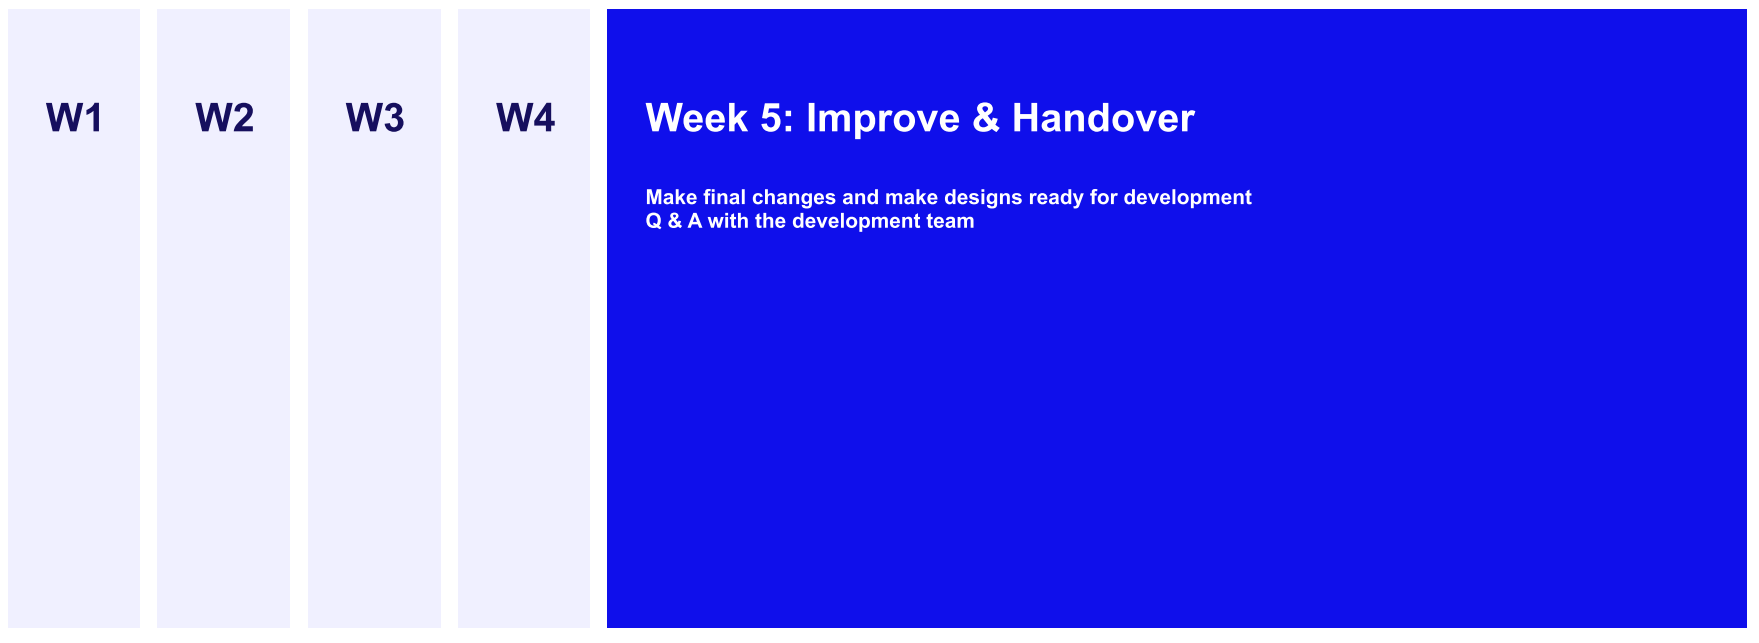 W1
W2
W3
W4
Week 5: Improve & Handover
Make final changes and make designs ready for development
Q & A with the development team